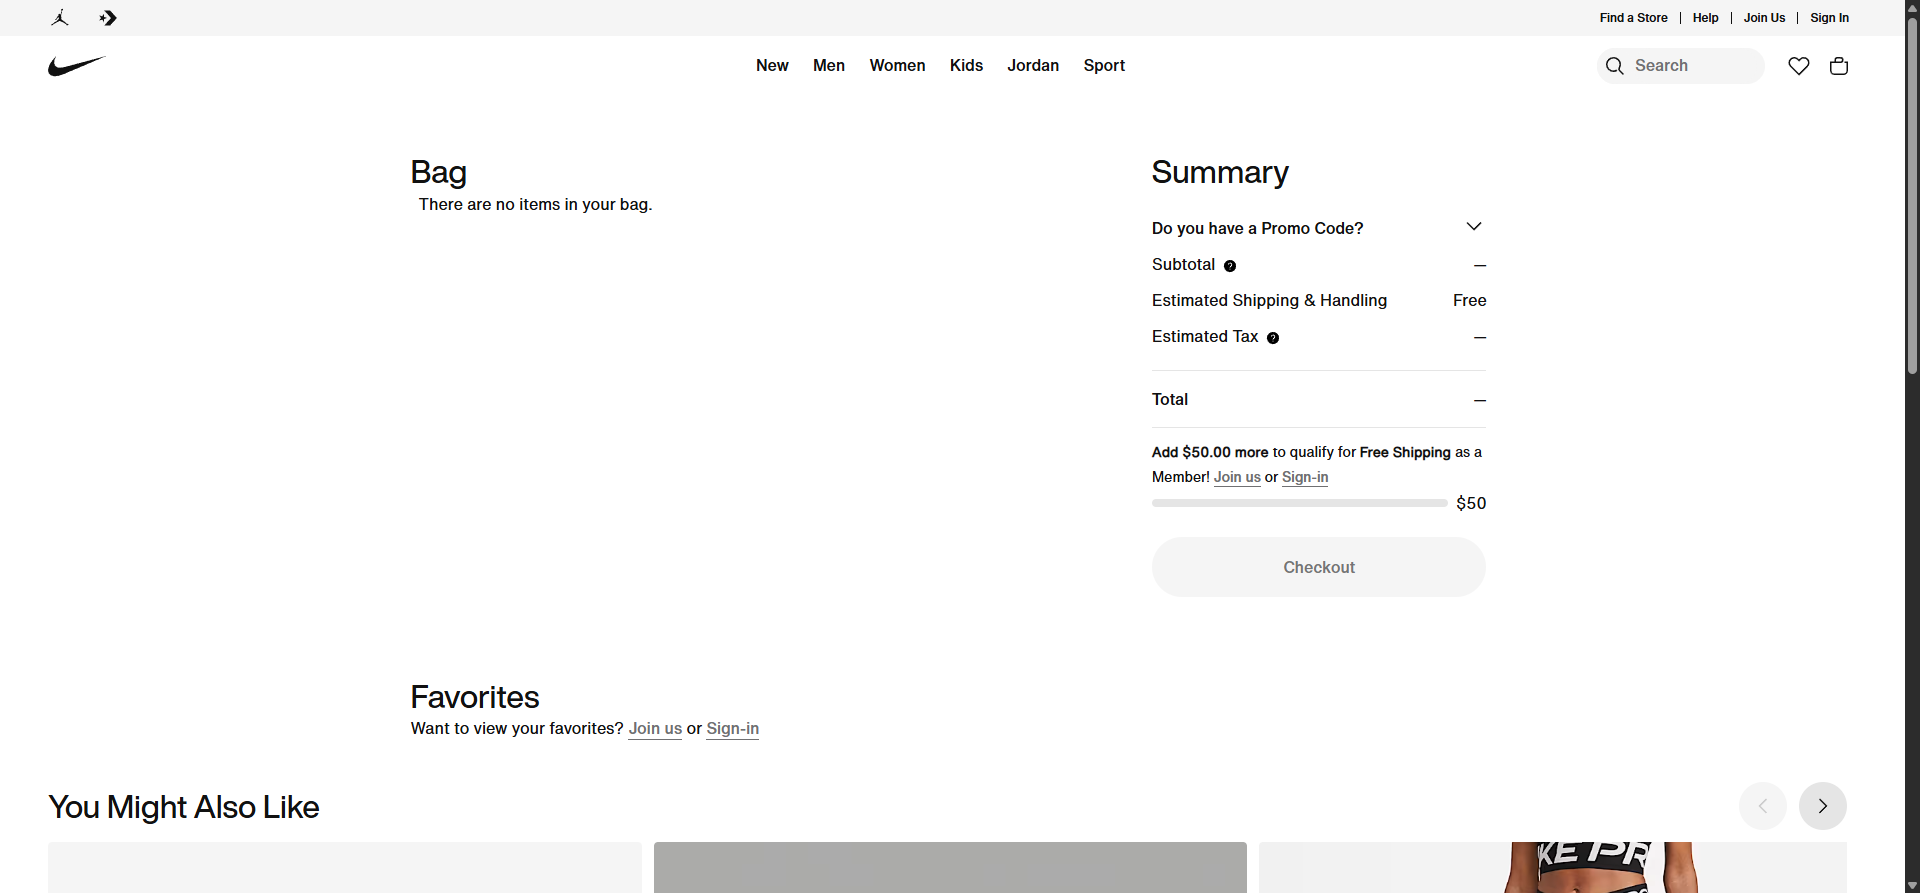 Find a Store | Help | Join Us | Sign In
New Men Women Kids Jordan Sport
Search
Bag
There are no items in your bag.
Summary
Do you have a Promo Code?
Subtotal ? —
Estimated Shipping & Handling Free
Estimated Tax ? —
Total —
Add $50.00 more to qualify for Free Shipping as a
Member! Join us or Sign-in
$50
Checkout
Favorites
Want to view your favorites? Join us or Sign-in
You Might Also Like